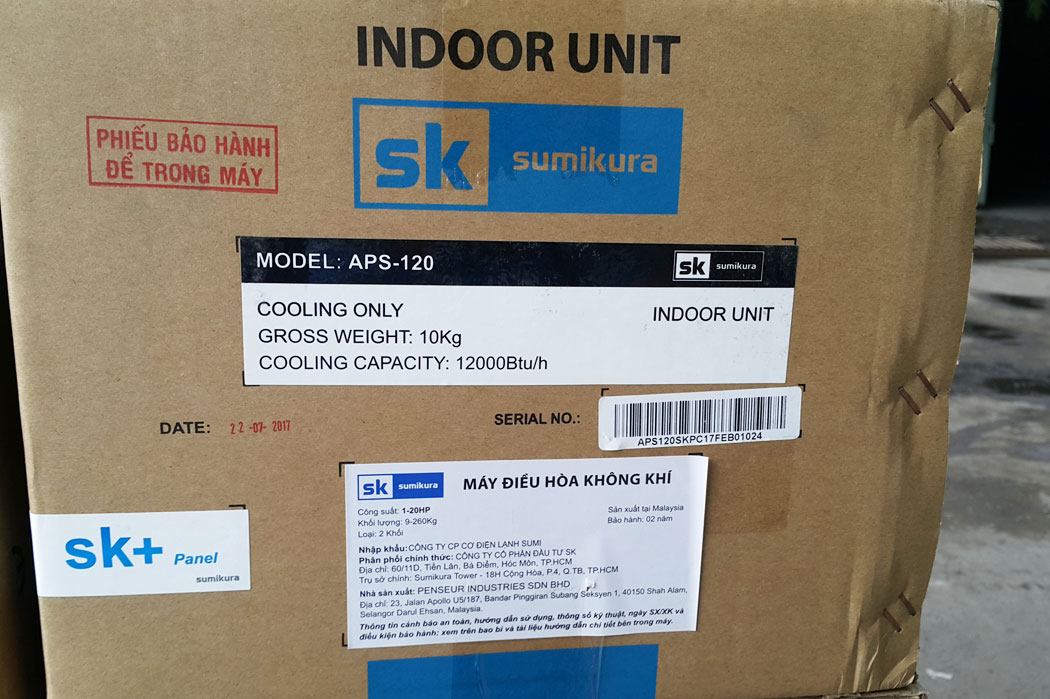 INDOOR UNIT
sk sumikura
PHIẾU BẢO HÀNH
ĐỂ TRONG MÁY
MODEL: APS-120
sk sumikura
COOLING ONLY
INDOOR UNIT
GROSS WEIGHT: 10Kg
COOLING CAPACITY: 12000Btu/h
DATE: 22-07-2017
SERIAL NO.:
APS120SKPC17FEB01024
sk sumikura
MÁY ĐIỀU HÒA KHÔNG KHÍ
Công suất: 1-20HP
Khối lượng: 9-260Kg
Loại: 2 Khối
Sản xuất tại Malaysia
Bảo hành: 02 năm
Nhập khẩu: CÔNG TY CP CƠ ĐIỆN LẠNH SUMI
Phân phối chính thức: CÔNG TY CỔ PHẦN ĐẦU TƯ SK
Địa chỉ: 60/11D, Tiền Lân, Bà Điểm, Hóc Môn, TP.HCM
Trụ sở chính: Sumikura Tower - 18H Cộng Hòa, P.4, Q.TB, TP.HCM
Nhà sản xuất: PENSEUR INDUSTRIES SDN BHD
Địa chỉ: 23, Jalan Apollo U5/187, Bandar Pinggiran Subang Seksyen 1, 40150 Shah Alam,
Selangor Darul Ehsan, Malaysia.
Thông tin cảnh báo an toàn, hướng dẫn sử dụng, thông số kỹ thuật, ngày SX/XK và
điều kiện bảo hành: xem trên bao bì và tài liệu hướng dẫn chi tiết bên trong máy.
sk+ Panel
sumikura